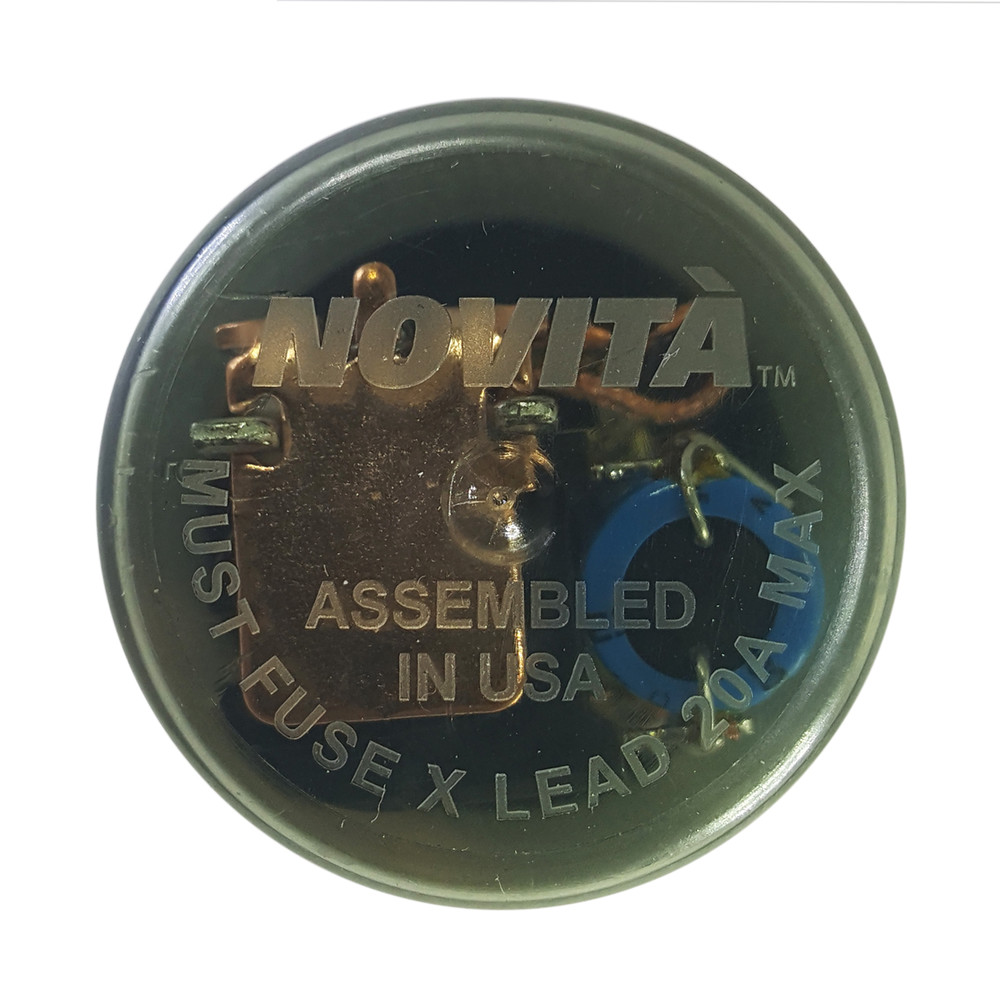 NOVITÀ™
ASSEMBLED
IN USA
MUST FUSE X LEAD 20A MAX